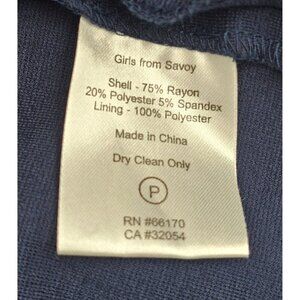 Girls from Savoy
Shell - 75% Rayon
20% Polyester 5% Spandex
Lining - 100% Polyester
Made in China
Dry Clean Only
P
RN #66170
CA #32054